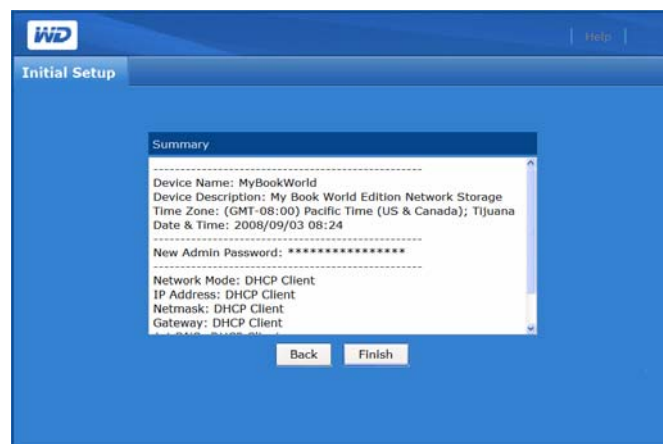 WD
Help
Initial Setup
Summary
--------------------------------------------------
Device Name: MyBookWorld
Device Description: My Book World Edition Network Storage
Time Zone: (GMT-08:00) Pacific Time (US & Canada); Tijuana
Date & Time: 2008/09/03 08:24
--------------------------------------------------
New Admin Password: ****************
--------------------------------------------------
Network Mode: DHCP Client
IP Address: DHCP Client
Netmask: DHCP Client
Gateway: DHCP Client
Back Finish